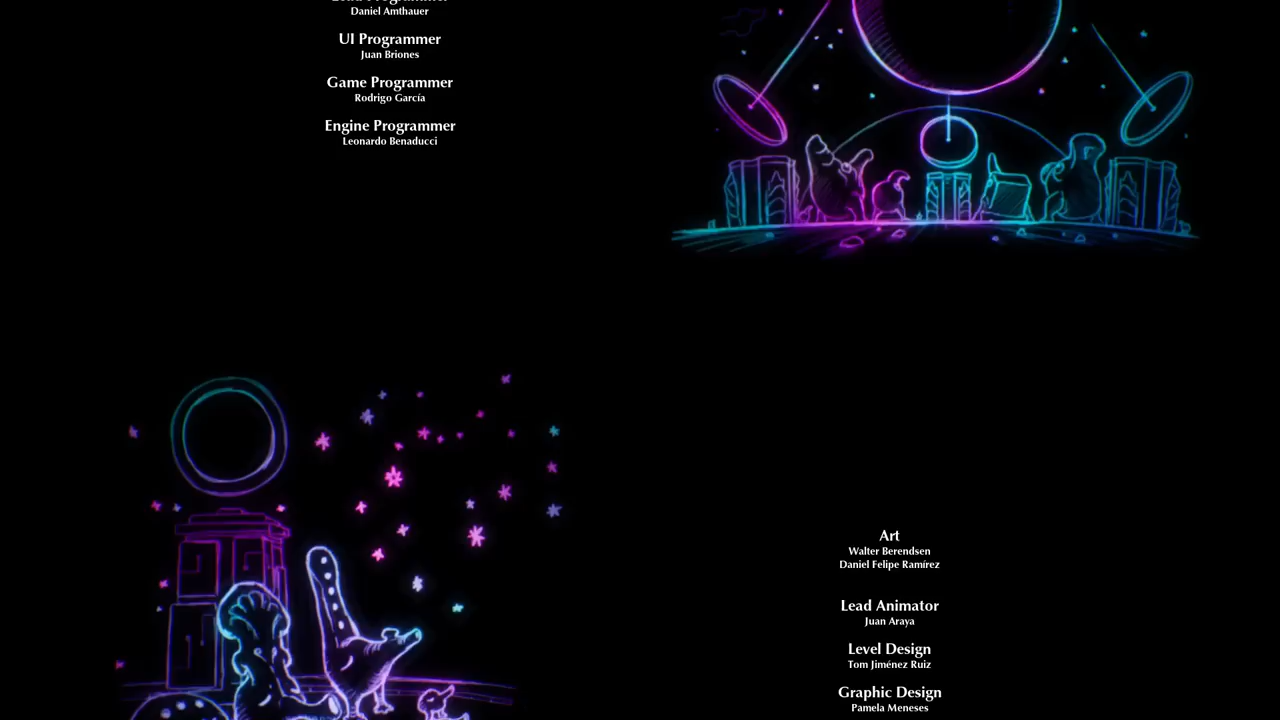 Daniel Amthauer
UI Programmer
Juan Briones
Game Programmer
Rodrigo García
Engine Programmer
Leonardo Benaducci
Art
Walter Berendsen
Daniel Felipe Ramírez
Lead Animator
Juan Araya
Level Design
Tom Jiménez Ruiz
Graphic Design
Pamela Meneses